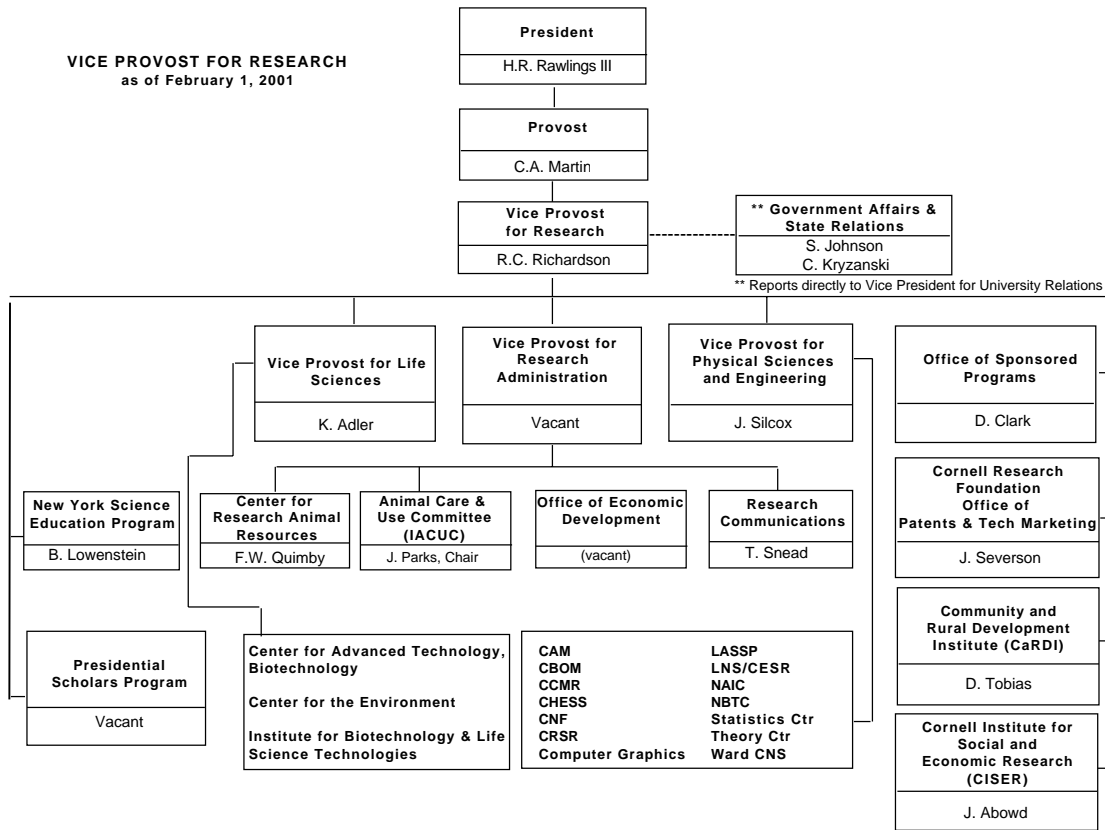 VICE PROVOST FOR RESEARCH
as of February 1, 2001
President
H.R. Rawlings III
Provost
C.A. Martin
Vice Provost
for Research
R.C. Richardson
** Government Affairs &
State Relations
S. Johnson
C. Kryzanski
** Reports directly to Vice President for University Relations
Vice Provost for Life
Sciences
K. Adler
Vice Provost for
Research
Administration
Vacant
Vice Provost for
Physical Sciences
and Engineering
J. Silcox
Office of Sponsored
Programs
D. Clark
New York Science
Education Program
B. Lowenstein
Center for
Research Animal
Resources
F.W. Quimby
Animal Care &
Use Committee
(IACUC)
J. Parks, Chair
Office of Economic
Development
(vacant)
Research
Communications
T. Snead
Cornell Research
Foundation
Office of
Patents & Tech Marketing
J. Severson
Presidential
Scholars Program
Vacant
Center for Advanced Technology,
Biotechnology
Center for the Environment
Institute for Biotechnology & Life
Science Technologies
CAM
CBOM
CCMR
CHESS
CNF
CRSR
Computer Graphics
LASSP
LNS/CESR
NAIC
NBTC
Statistics Ctr
Theory Ctr
Ward CNS
Community and
Rural Development
Institute (CaRDI)
D. Tobias
Cornell Institute for
Social and
Economic Research
(CISER)
J. Abowd